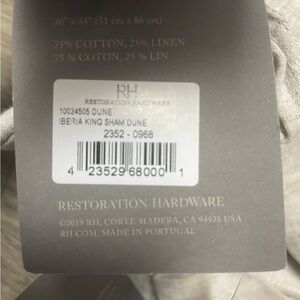 20" x 34" (51 cm x 86 cm)
75% COTTON, 25% LINEN
75 % COTON, 25 % LIN
RH
RESTORATION HARDWARE
10024505 DUNE
IBERIA KING SHAM DUNE
2352 - 0968
4 23529 68000 1
RESTORATION HARDWARE
©2019 RH, CORTE MADERA, CA 94925 USA
RH.COM, MADE IN PORTUGAL